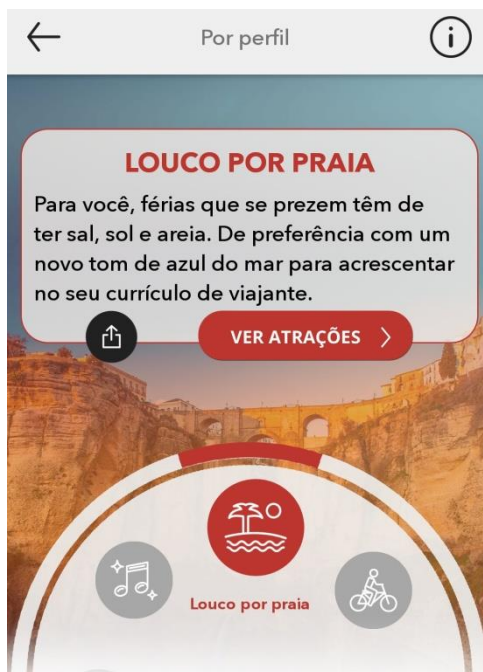 Por perfil
LOUCO POR PRAIA
Para você, férias que se prezem têm de
ter sal, sol e areia. De preferência com um
novo tom de azul do mar para acrescentar
no seu currículo de viajante.
VER ATRAÇÕES
Louco por praia